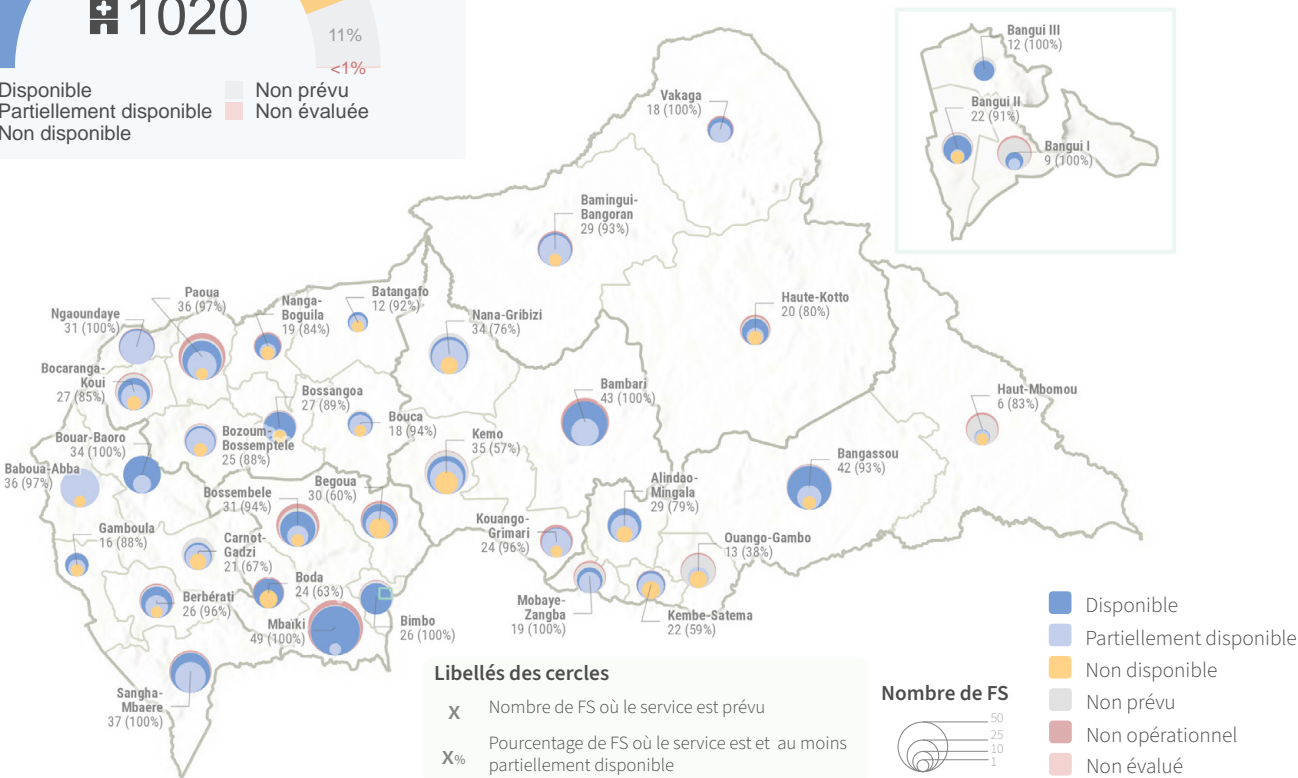 1020
11%
<1%
Disponible
Non prévu
Partiellement disponible
Non évaluée
Non disponible
Bangui III
12 (100%)
Bangui II
22 (91%)
Bangui I
9 (100%)
Vakaga
18 (100%)
Bamingui-
Bangoran
29 (93%)
Paoua
36 (97%)
Nanga-
Boguila
19 (84%)
Batangafo
12 (92%)
Ngaoundaye
31 (100%)
Nana-Gribizi
34 (76%)
Haute-Kotto
20 (80%)
Bocaranga-
Koui
27 (85%)
Bossangoa
27 (89%)
Bouca
18 (94%)
Bambari
43 (100%)
Haut-Mbomou
6 (83%)
Bouar-Baoro
34 (100%)
Bozoum-
Bossemptele
25 (88%)
Kemo
35 (57%)
Bangassou
42 (93%)
Baboua-Abba
36 (97%)
Bossembele
31 (94%)
Begoua
30 (60%)
Alindao-
Mingala
29 (79%)
Gamboula
16 (88%)
Carnot-
Gadzi
21 (67%)
Kouango-
Grimari
24 (96%)
Ouango-Gambo
13 (38%)
Boda
24 (63%)
Berbérati
26 (96%)
Mobaye-
Zangba
19 (100%)
Kembe-Satema
22 (59%)
Mbaïki
49 (100%)
Bimbo
26 (100%)
Sangha-
Mbaere
37 (100%)
Libellés des cercles
X Nombre de FS où le service est prévu
X% Pourcentage de FS où le service est et au moins
partiellement disponible
Nombre de FS
50
25
10
1
Disponible
Partiellement disponible
Non disponible
Non prévu
Non opérationnel
Non évalué